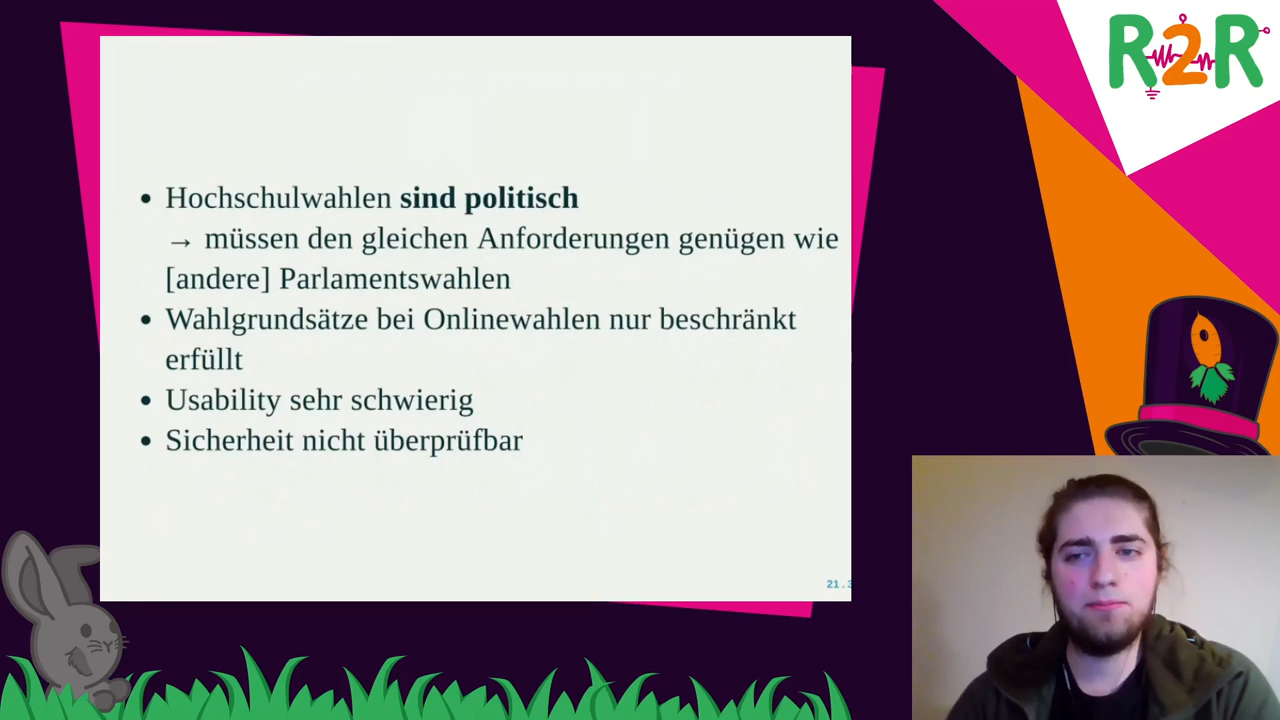 R2R
• Hochschulwahlen sind politisch
→ müssen den gleichen Anforderungen genügen wie
[andere] Parlamentswahlen
• Wahlgrundsätze bei Onlinewahlen nur beschränkt
erfüllt
• Usability sehr schwierig
• Sicherheit nicht überprüfbar